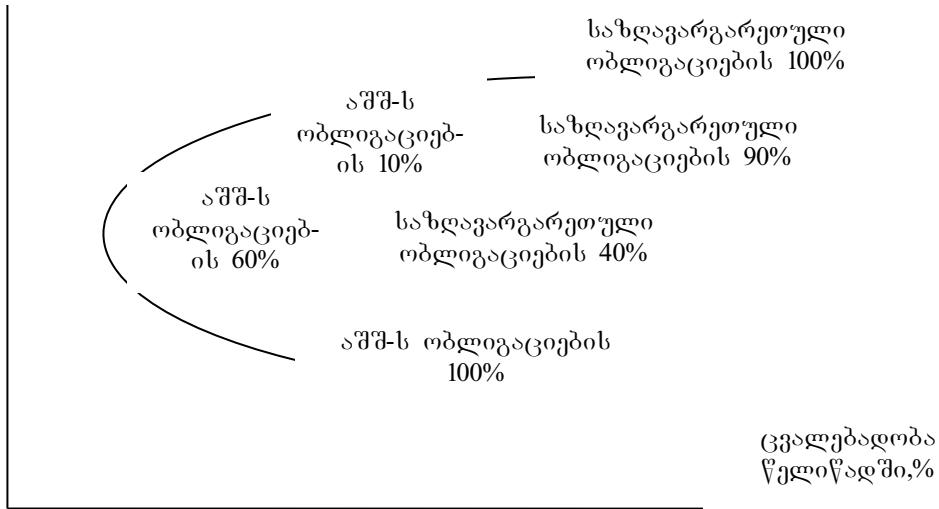 საზღვარგარეთული
ობლიგაციების 100%
აშშ-ს
ობლიგაციებ-
ის 10%
საზღვარგარეთული
ობლიგაციების 90%
აშშ-ს
ობლიგაციებ-
ის 60%
საზღვარგარეთული
ობლიგაციების 40%
აშშ-ს ობლიგაციების
100%
ცვალებადობა
წელიწადში,%